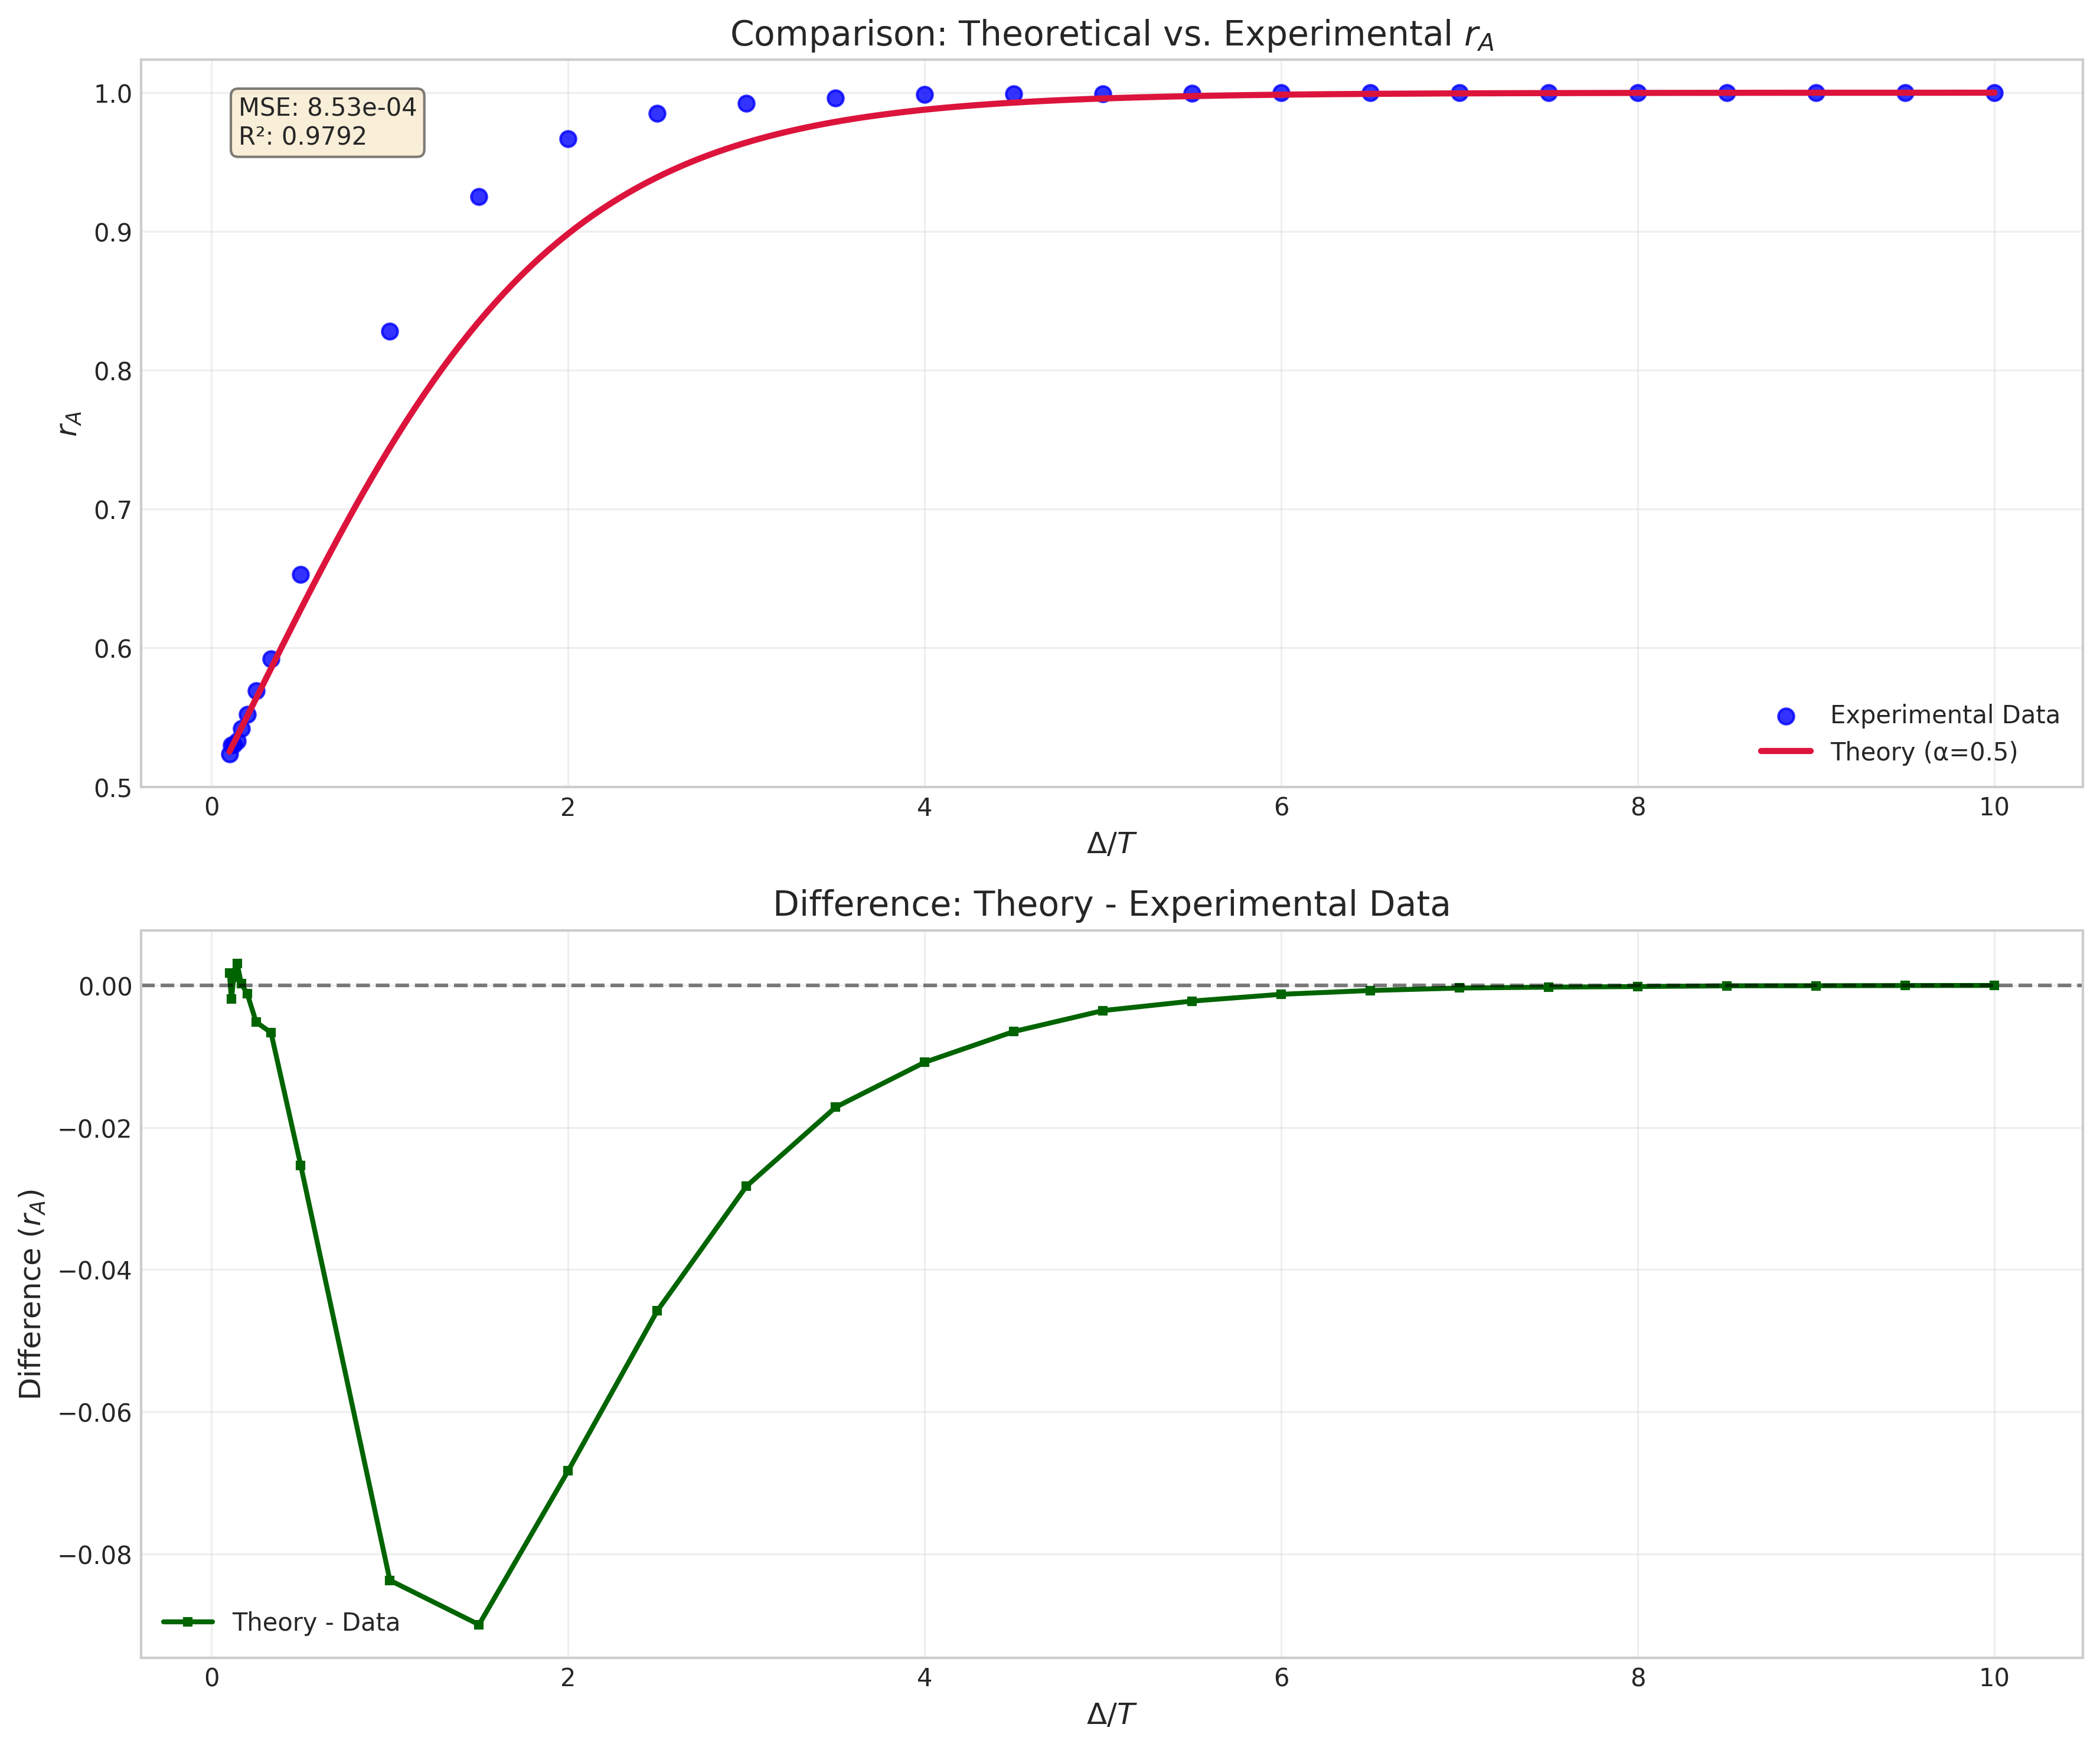 Comparison: Theoretical vs. Experimental r_A
MSE: 8.53e-04
R²: 0.9792
1.0
0.9
0.8
0.7
0.6
0.5
r_A
Experimental Data
Theory (α=0.5)
0 2 4 6 8 10
Δ/T
Difference: Theory - Experimental Data
0.00
−0.02
−0.04
−0.06
−0.08
Difference (r_A)
Theory - Data
0 2 4 6 8 10
Δ/T